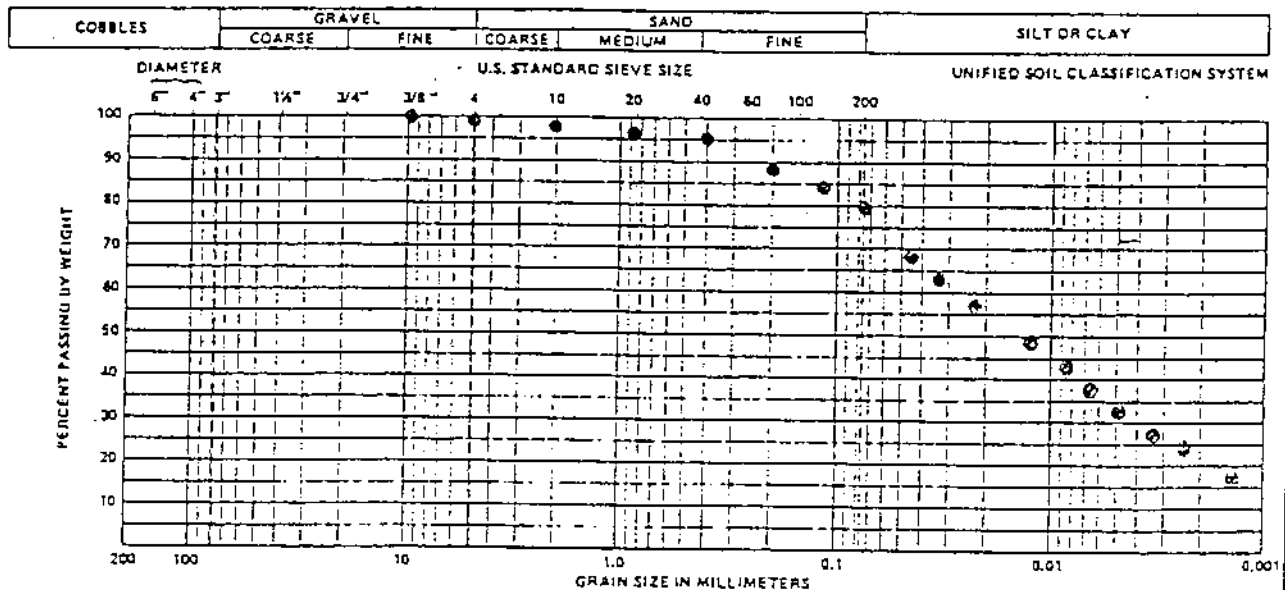 COBBLES GRAVEL SAND SILT OR CLAY
COARSE FINE COARSE MEDIUM FINE
DIAMETER U.S. STANDARD SIEVE SIZE UNIFIED SOIL CLASSIFICATION SYSTEM
6" 4" 3" 1½" 3/4" 3/8" 4 10 20 40 60 100 200
100
90
80
70
60
50
40
30
20
10
PERCENT PASSING BY WEIGHT
200 100 10 1.0 0.1 0.01 0.001
GRAIN SIZE IN MILLIMETERS